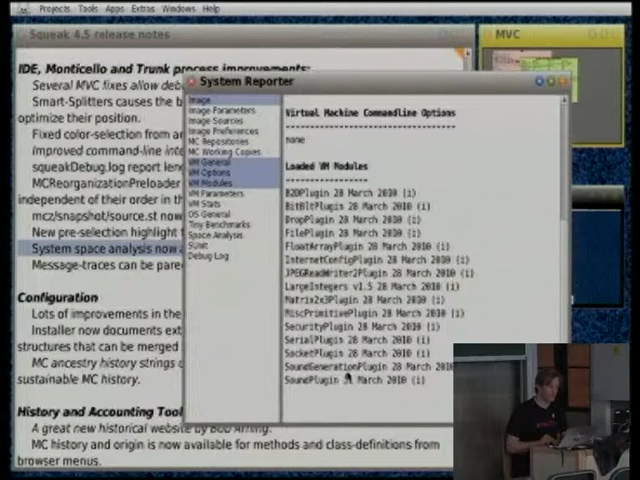 Projects Tools Apps Extras Windows Help
Squeak 4.5 release notes
MVC
IDE, Monticello and Trunk process improvements:
Several MVC fixes allow deb
Smart-Splitters causes the b
optimize their position.
Fixed color-selection from ar
Improved command-line inte
squeakDebug.log report len
MCReorganizationPreloader
independent of their order in t
mcz/snapshot/source.st now
New pre-selection highlight t
System space analysis now a
Message-traces can be pare
Configuration
Lots of improvements in the
Installer now documents ext
structures that can be merged
MC ancestry history strings c
sustainable MC history.
History and Accounting Tool
A great new historical website by Bob Arning.
MC history and origin is now available for methods and class-definitions from
browser menus.
System Reporter
Image
Image Parameters
Image Sources
Image Preferences
MC Repositories
MC Working Copies
VM General
VM Options
VM Modules
VM Parameters
VM Stats
OS General
Tiny Benchmarks
Space Analysis
SUnit
Debug Log
Virtual Machine Commandline Options
none
Loaded VM Modules
B2DPlugin 28 March 2010 (i)
BitBltPlugin 28 March 2010 (i)
DropPlugin 28 March 2010 (i)
FilePlugin 28 March 2010 (i)
FloatArrayPlugin 28 March 2010 (i)
InternetConfigPlugin 28 March 2010 (i)
JPEGReadWriter2Plugin 28 March 2010 (i)
LargeIntegers v1.5 28 March 2010 (i)
Matrix2x3Plugin 28 March 2010 (i)
MiscPrimitivePlugin 28 March 2010 (i)
SecurityPlugin 28 March 2010 (i)
SerialPlugin 28 March 2010 (i)
SocketPlugin 28 March 2010 (i)
SoundGenerationPlugin 28 March 2010
SoundPlugin 31 March 2010 (i)